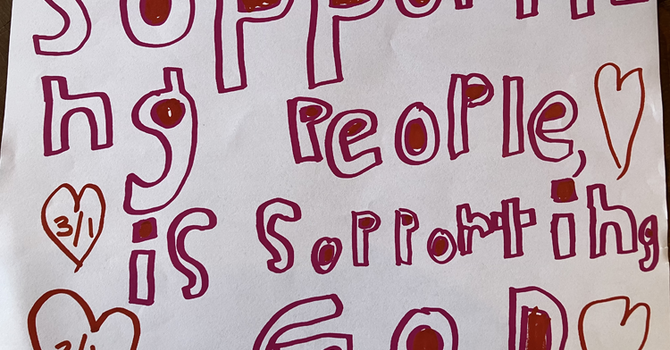 Supporti
ng People,
3/1 is Supporting
GOD